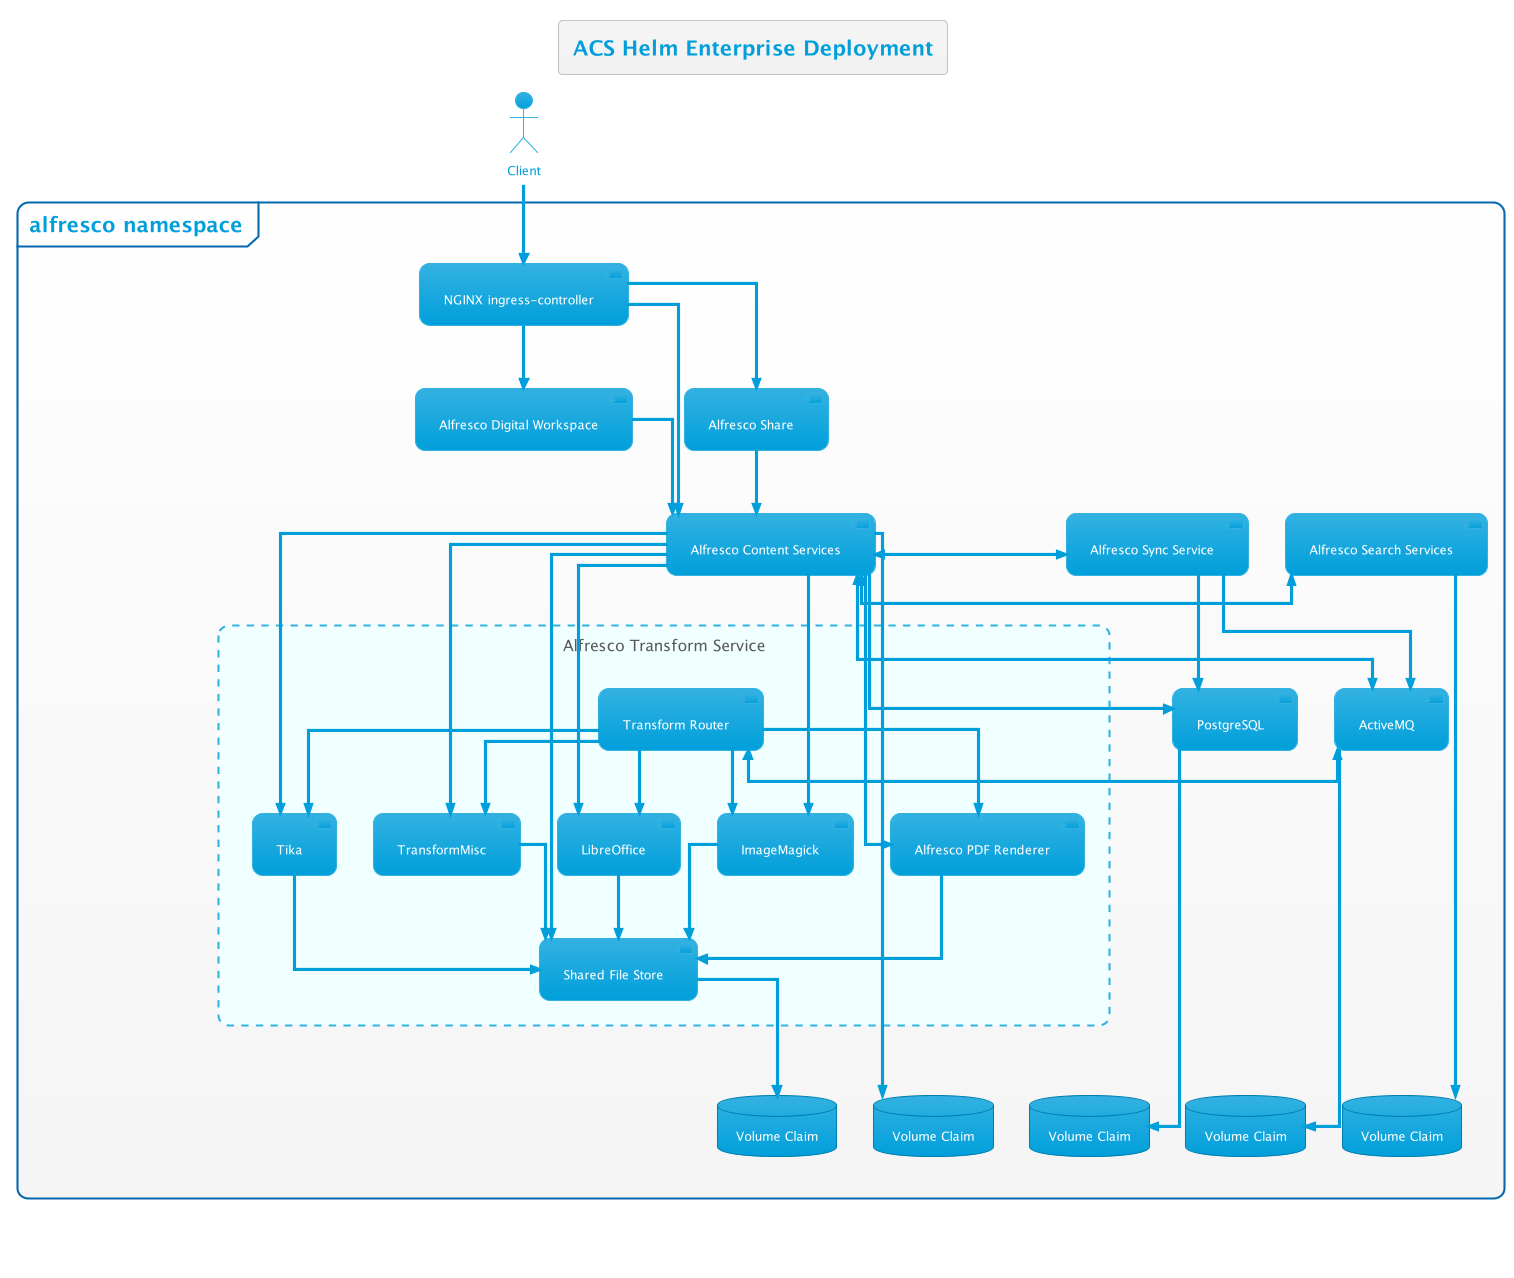 ACS Helm Enterprise Deployment
Client
alfresco namespace
NGINX ingress-controller
Alfresco Digital Workspace
Alfresco Share
Alfresco Content Services
Alfresco Sync Service
Alfresco Search Services
Alfresco Transform Service
Transform Router
PostgreSQL
ActiveMQ
Tika
TransformMisc
LibreOffice
ImageMagick
Alfresco PDF Renderer
Shared File Store
Volume Claim
Volume Claim
Volume Claim
Volume Claim
Volume Claim